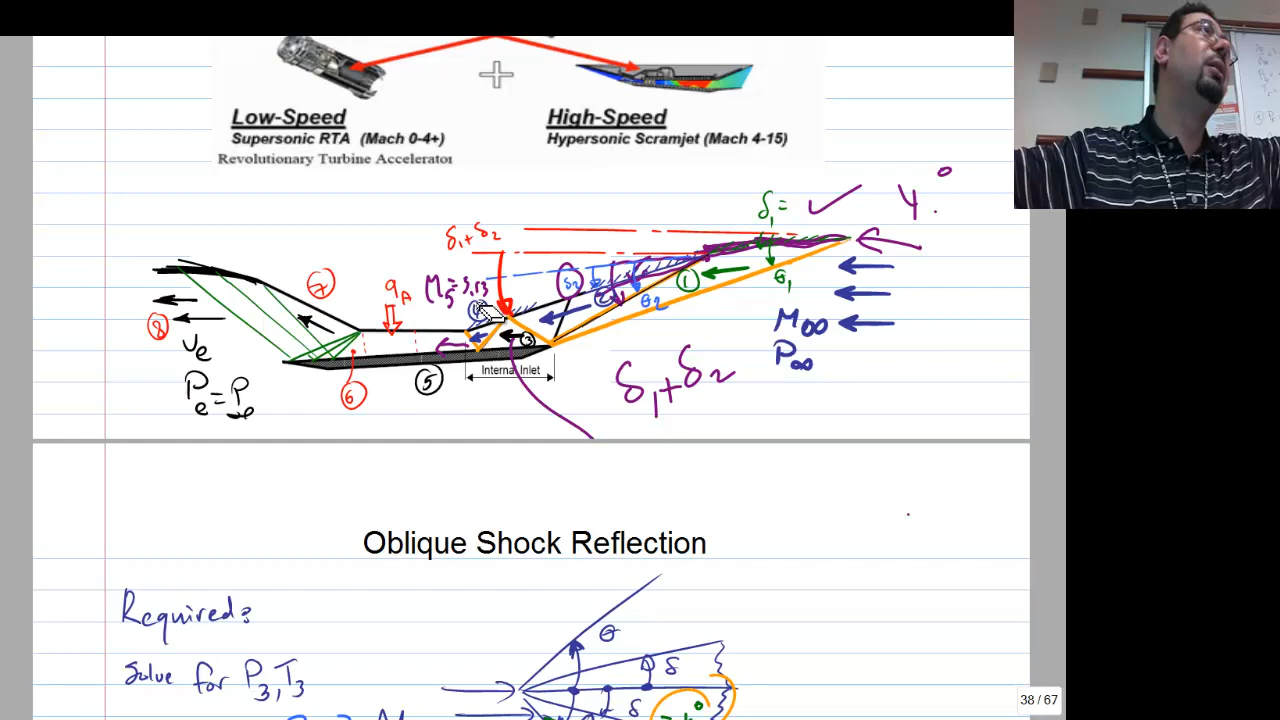 Low-Speed
Supersonic RTA (Mach 0-4+)
Revolutionary Turbine Accelerator
High-Speed
Hypersonic Scramjet (Mach 4-15)
δ₁ = ✓ 4°
δ₁+δ₂
δ₂
①
θ₁
②
θ₂
M₅ = 3.13
③
⑦
q_A
⑧
Ve
Pe = P∞
⑥
⑤
Internal Inlet
δ₁+δ₂
M∞
P∞
Oblique Shock Reflection
Required:
Solve for P₃, T₃
θ
δ
δ
38 / 67